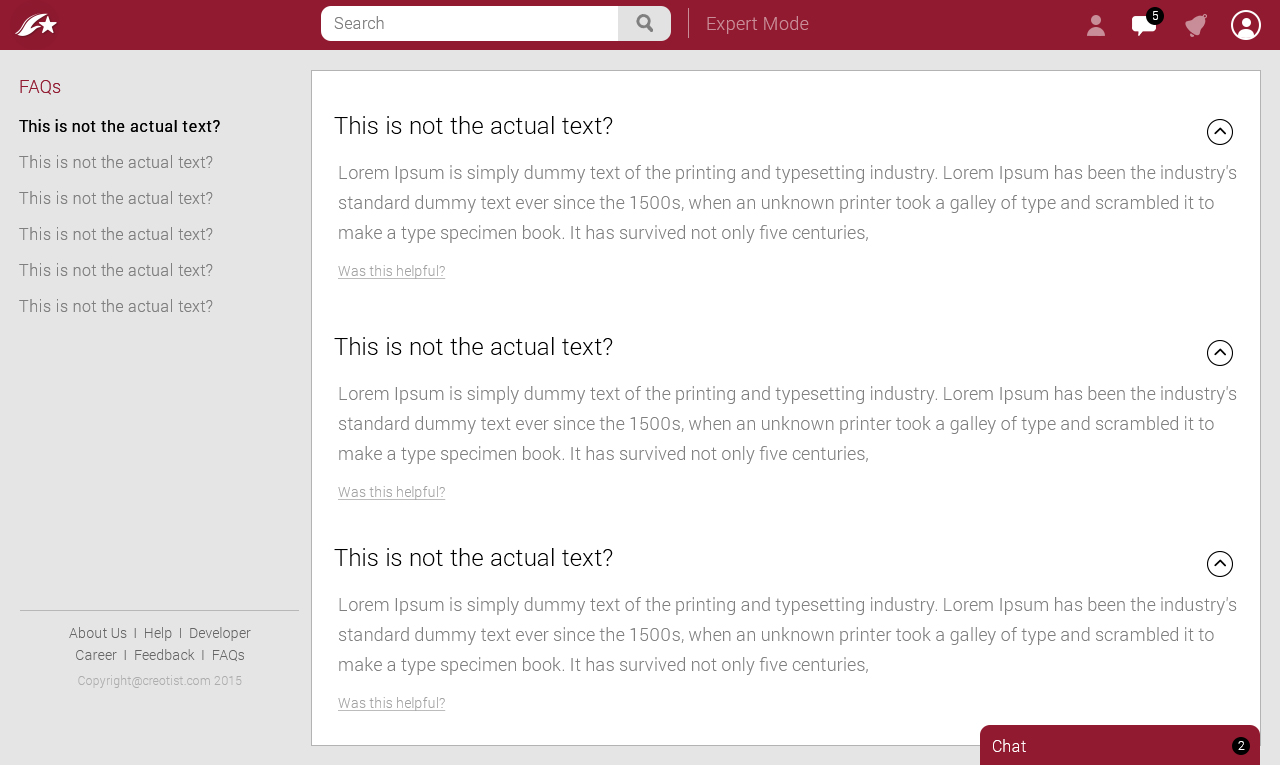 Search
Expert Mode
5
FAQs
This is not the actual text?
This is not the actual text?
This is not the actual text?
This is not the actual text?
This is not the actual text?
This is not the actual text?
About Us I Help I Developer
Career I Feedback I FAQs
Copyright@creotist.com 2015
This is not the actual text?
Lorem Ipsum is simply dummy text of the printing and typesetting industry. Lorem Ipsum has been the industry's
standard dummy text ever since the 1500s, when an unknown printer took a galley of type and scrambled it to
make a type specimen book. It has survived not only five centuries,
Was this helpful?
This is not the actual text?
Lorem Ipsum is simply dummy text of the printing and typesetting industry. Lorem Ipsum has been the industry's
standard dummy text ever since the 1500s, when an unknown printer took a galley of type and scrambled it to
make a type specimen book. It has survived not only five centuries,
Was this helpful?
This is not the actual text?
Lorem Ipsum is simply dummy text of the printing and typesetting industry. Lorem Ipsum has been the industry's
standard dummy text ever since the 1500s, when an unknown printer took a galley of type and scrambled it to
make a type specimen book. It has survived not only five centuries,
Was this helpful?
Chat 2